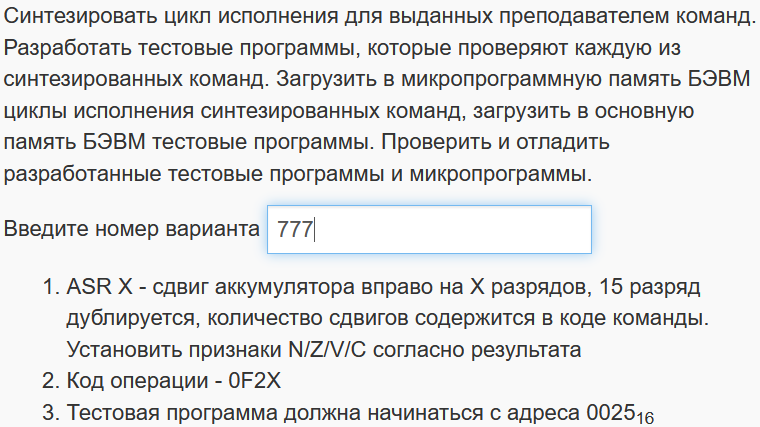 Синтезировать цикл исполнения для выданных преподавателем команд.
Разработать тестовые программы, которые проверяют каждую из
синтезированных команд. Загрузить в микропрограммную память БЭВМ
циклы исполнения синтезированных команд, загрузить в основную
память БЭВМ тестовые программы. Проверить и отладить
разработанные тестовые программы и микропрограммы.
Введите номер варианта 777
1. ASR X - сдвиг аккумулятора вправо на X разрядов, 15 разряд
дублируется, количество сдвигов содержится в коде команды.
Установить признаки N/Z/V/C согласно результата
2. Код операции - 0F2X
3. Тестовая программа должна начинаться с адреса 0025₁₆